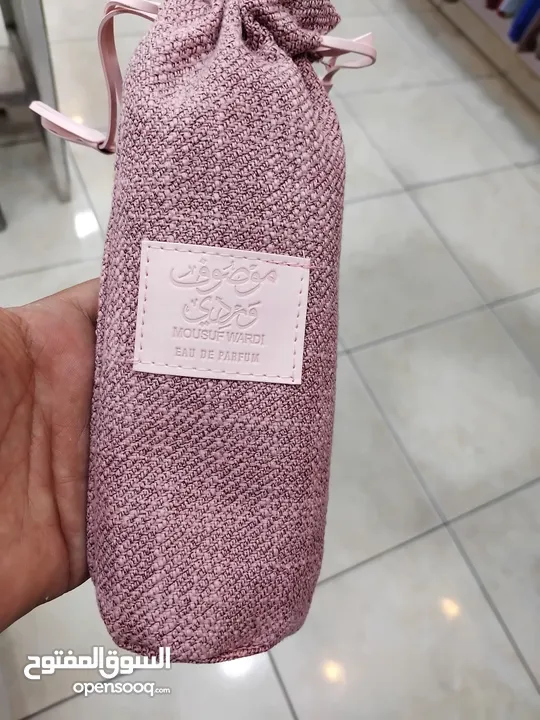 موصوف
وردي
MOUSUF WARDI
EAU DE PARFUM
السوق المفتوح
opensooq.com